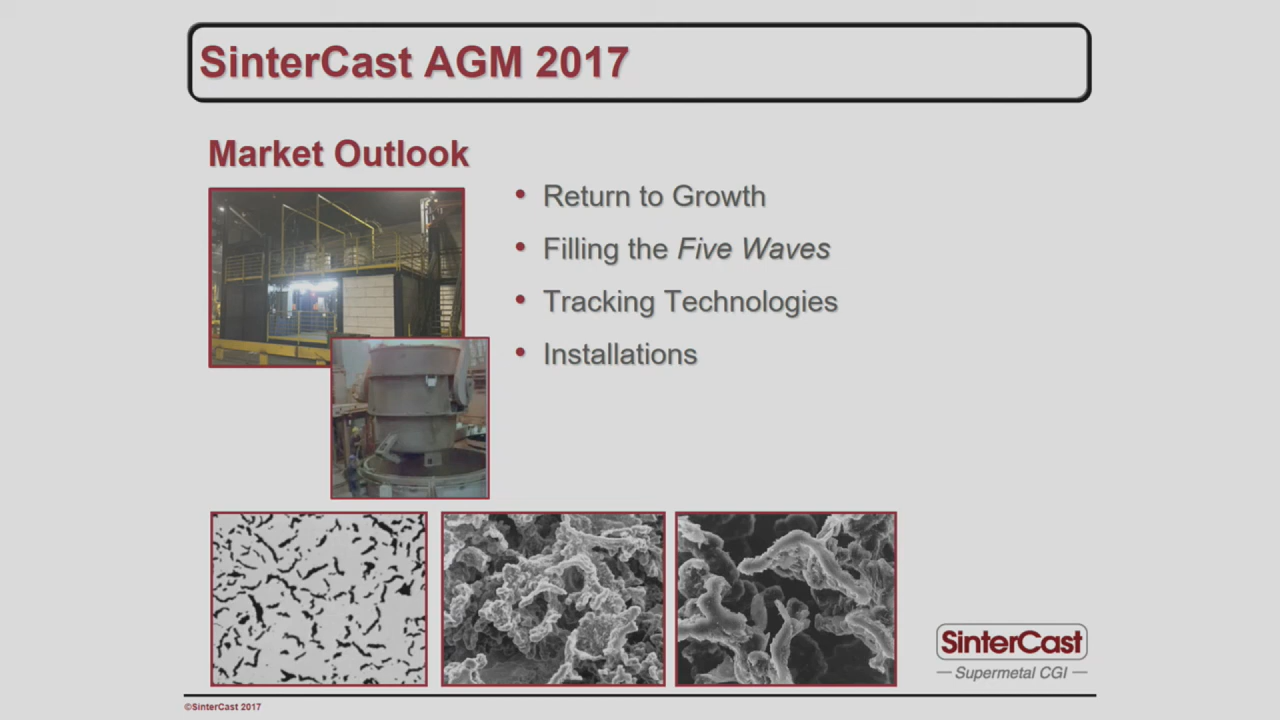 SinterCast AGM 2017
Market Outlook
• Return to Growth
• Filling the Five Waves
• Tracking Technologies
• Installations
SinterCast
— Supermetal CGI —
©SinterCast 2017